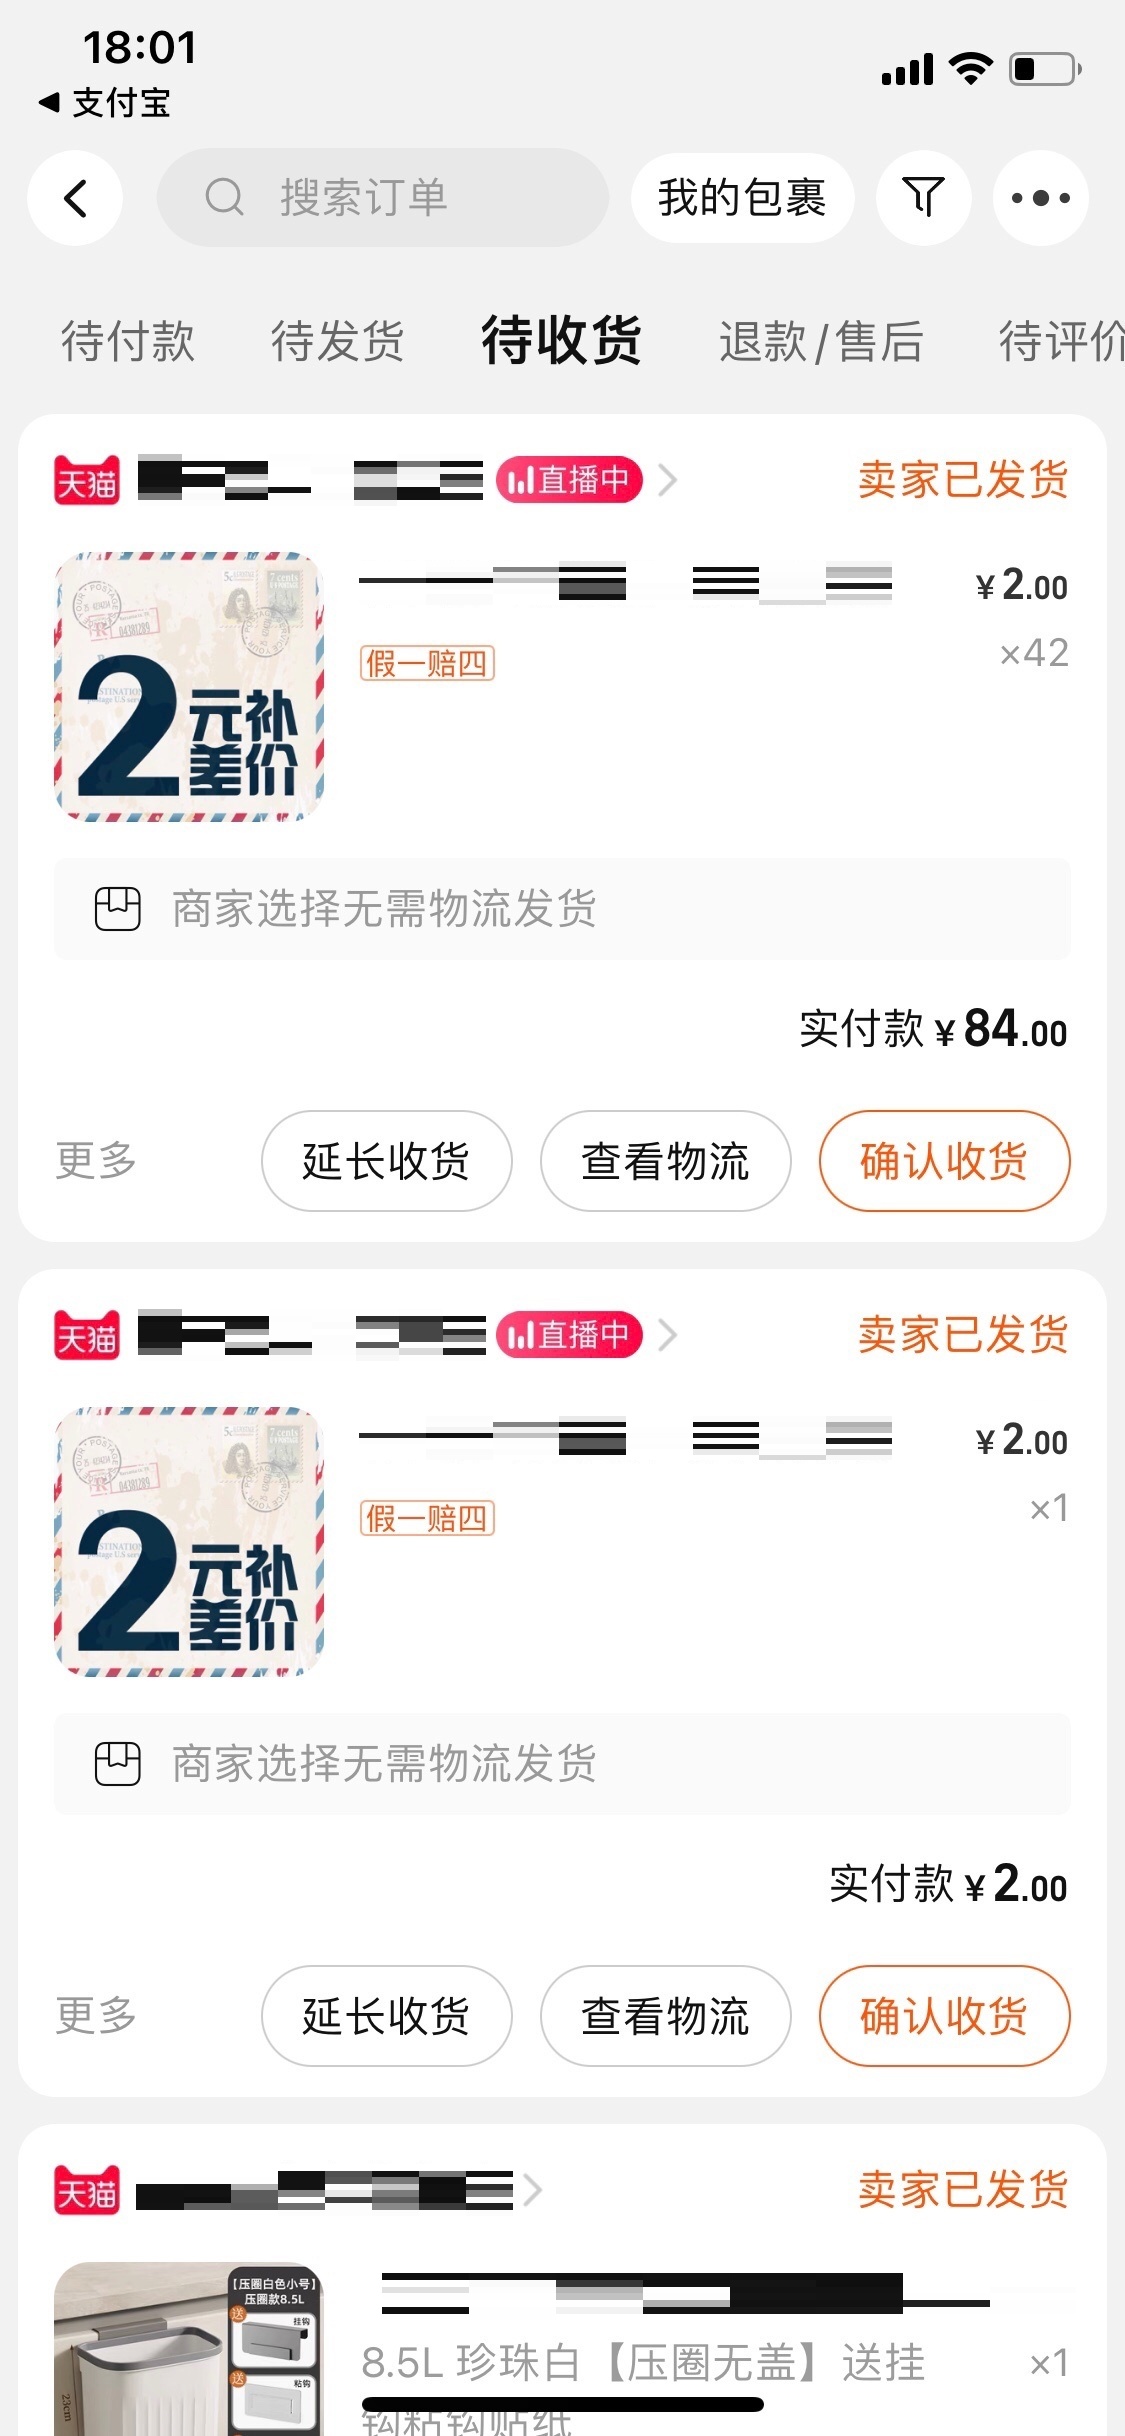 18:01
支付宝
搜索订单 我的包裹
待付款 待发货 待收货 退款/售后 待评价
天猫 直播中 卖家已发货
2元补差价
¥2.00
假一赔四
×42
商家选择无需物流发货
实付款 ¥84.00
更多 延长收货 查看物流 确认收货
天猫 直播中 卖家已发货
2元补差价
¥2.00
假一赔四
×1
商家选择无需物流发货
实付款 ¥2.00
更多 延长收货 查看物流 确认收货
天猫 卖家已发货
【压圈白色小号】
压圈款8.5L
送 挂钩
送 粘钩
23cm
8.5L 珍珠白【压圈无盖】送挂 ×1
钩粘钩贴纸